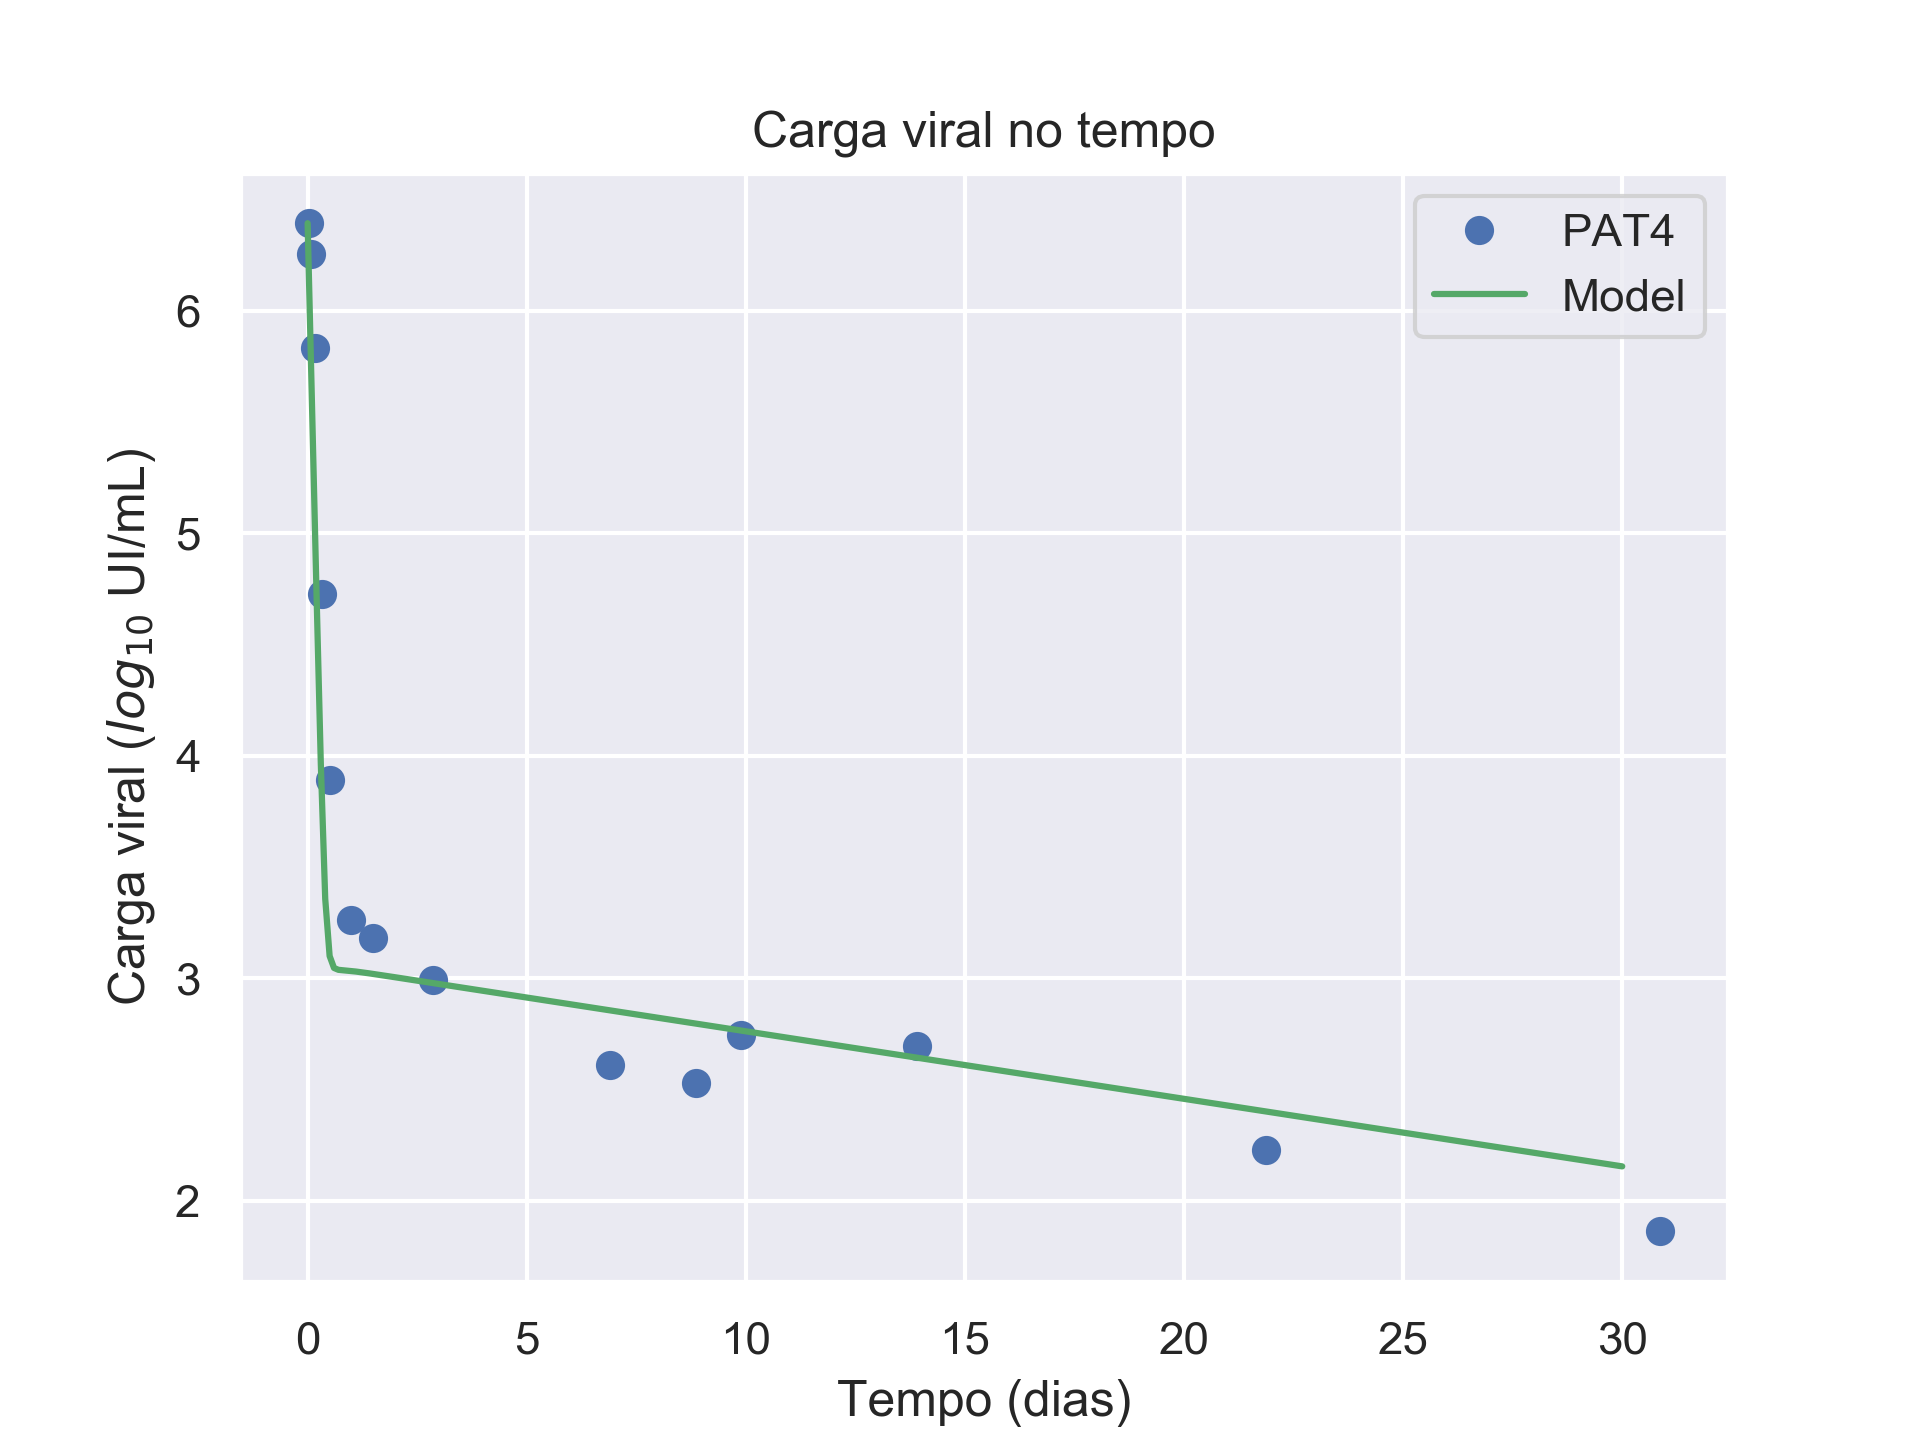 Carga viral no tempo
PAT4
Model
Carga viral (log₁₀ UI/mL)
6
5
4
3
2
0 5 10 15 20 25 30
Tempo (dias)